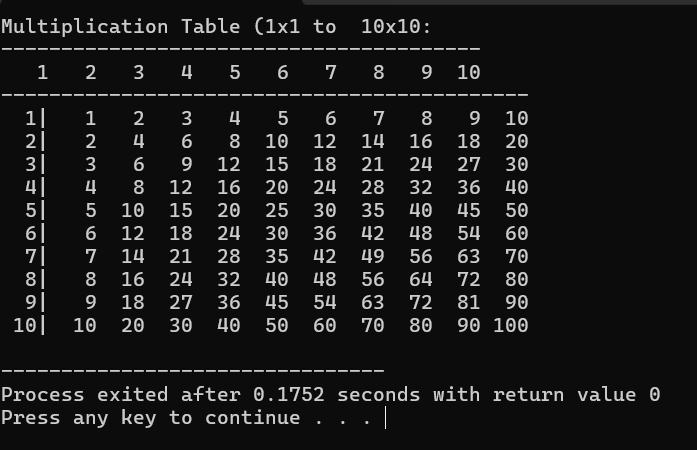 Multiplication Table (1x1 to  10x10:
----------------------------------------
   1   2   3   4   5   6   7   8   9  10
--------------------------------------------
  1|   1   2   3   4   5   6   7   8   9  10
  2|   2   4   6   8  10  12  14  16  18  20
  3|   3   6   9  12  15  18  21  24  27  30
  4|   4   8  12  16  20  24  28  32  36  40
  5|   5  10  15  20  25  30  35  40  45  50
  6|   6  12  18  24  30  36  42  48  54  60
  7|   7  14  21  28  35  42  49  56  63  70
  8|   8  16  24  32  40  48  56  64  72  80
  9|   9  18  27  36  45  54  63  72  81  90
 10|  10  20  30  40  50  60  70  80  90 100
--------------------------------
Process exited after 0.1752 seconds with return value 0
Press any key to continue . . .